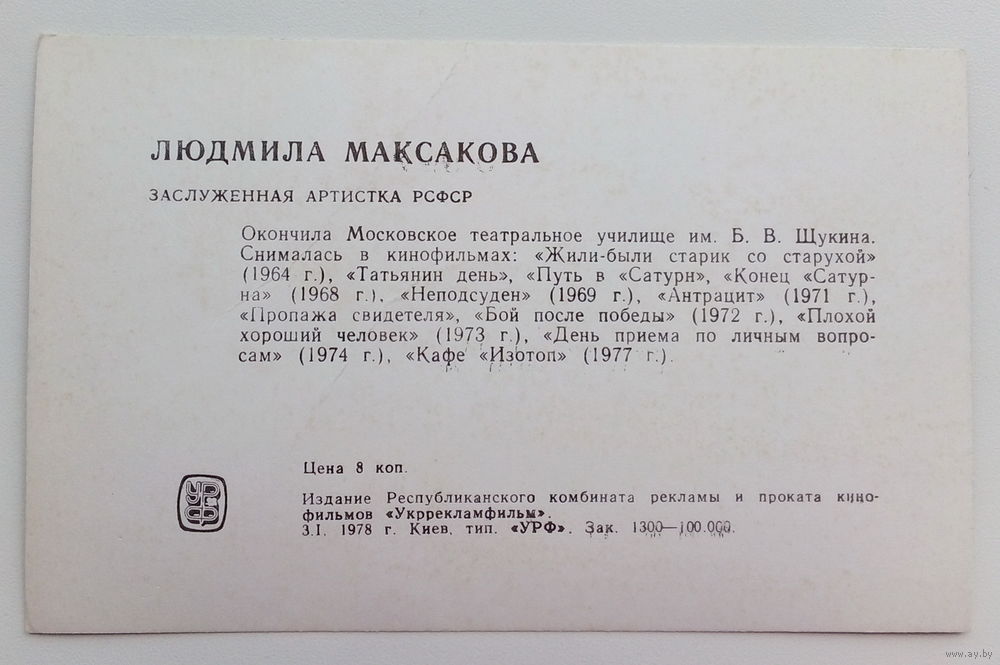 ЛЮДМИЛА МАКСАКОВА
ЗАСЛУЖЕННАЯ АРТИСТКА РСФСР
Окончила Московское театральное училище им. Б. В. Щукина.
Снималась в кинофильмах: «Жили-были старик со старухой»
(1964 г.), «Татьянин день», «Путь в «Сатурн», «Конец «Сатур-
на» (1968 г.), «Неподсуден» (1969 г.), «Антрацит» (1971 г.),
«Пропажа свидетеля», «Бой после победы» (1972 г.), «Плохой
хороший человек» (1973 г.), «День приема по личным вопро-
сам» (1974 г.), «Кафе «Изотоп» (1977 г.).
Цена 8 коп.
УРФ
Издание Республиканского комбината рекламы и проката кино-
фильмов «Укррекламфильм».
3.I. 1978 г. Киев, тип. «УРФ». Зак. 1300—100.000.
www.ay.by